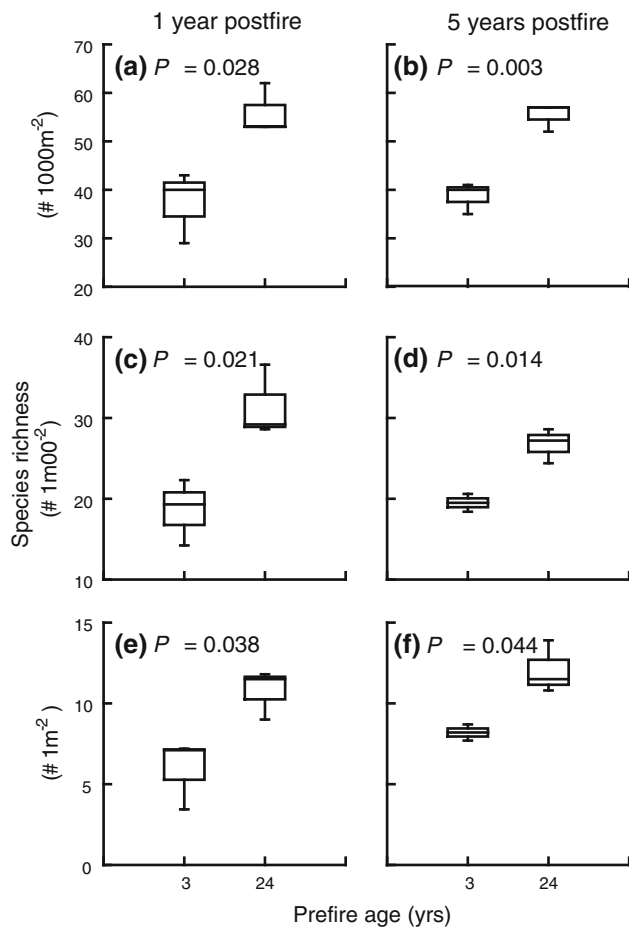 1 year postfire
5 years postfire
70
60
50
40
30
20
(# 1000m-2)
(a) P = 0.028
(b) P = 0.003
40
30
20
10
Species richness
(# 1m00-2)
(c) P = 0.021
(d) P = 0.014
15
10
5
0
(# 1m-2)
(e) P = 0.038
(f) P = 0.044
3
24
3
24
Prefire age (yrs)